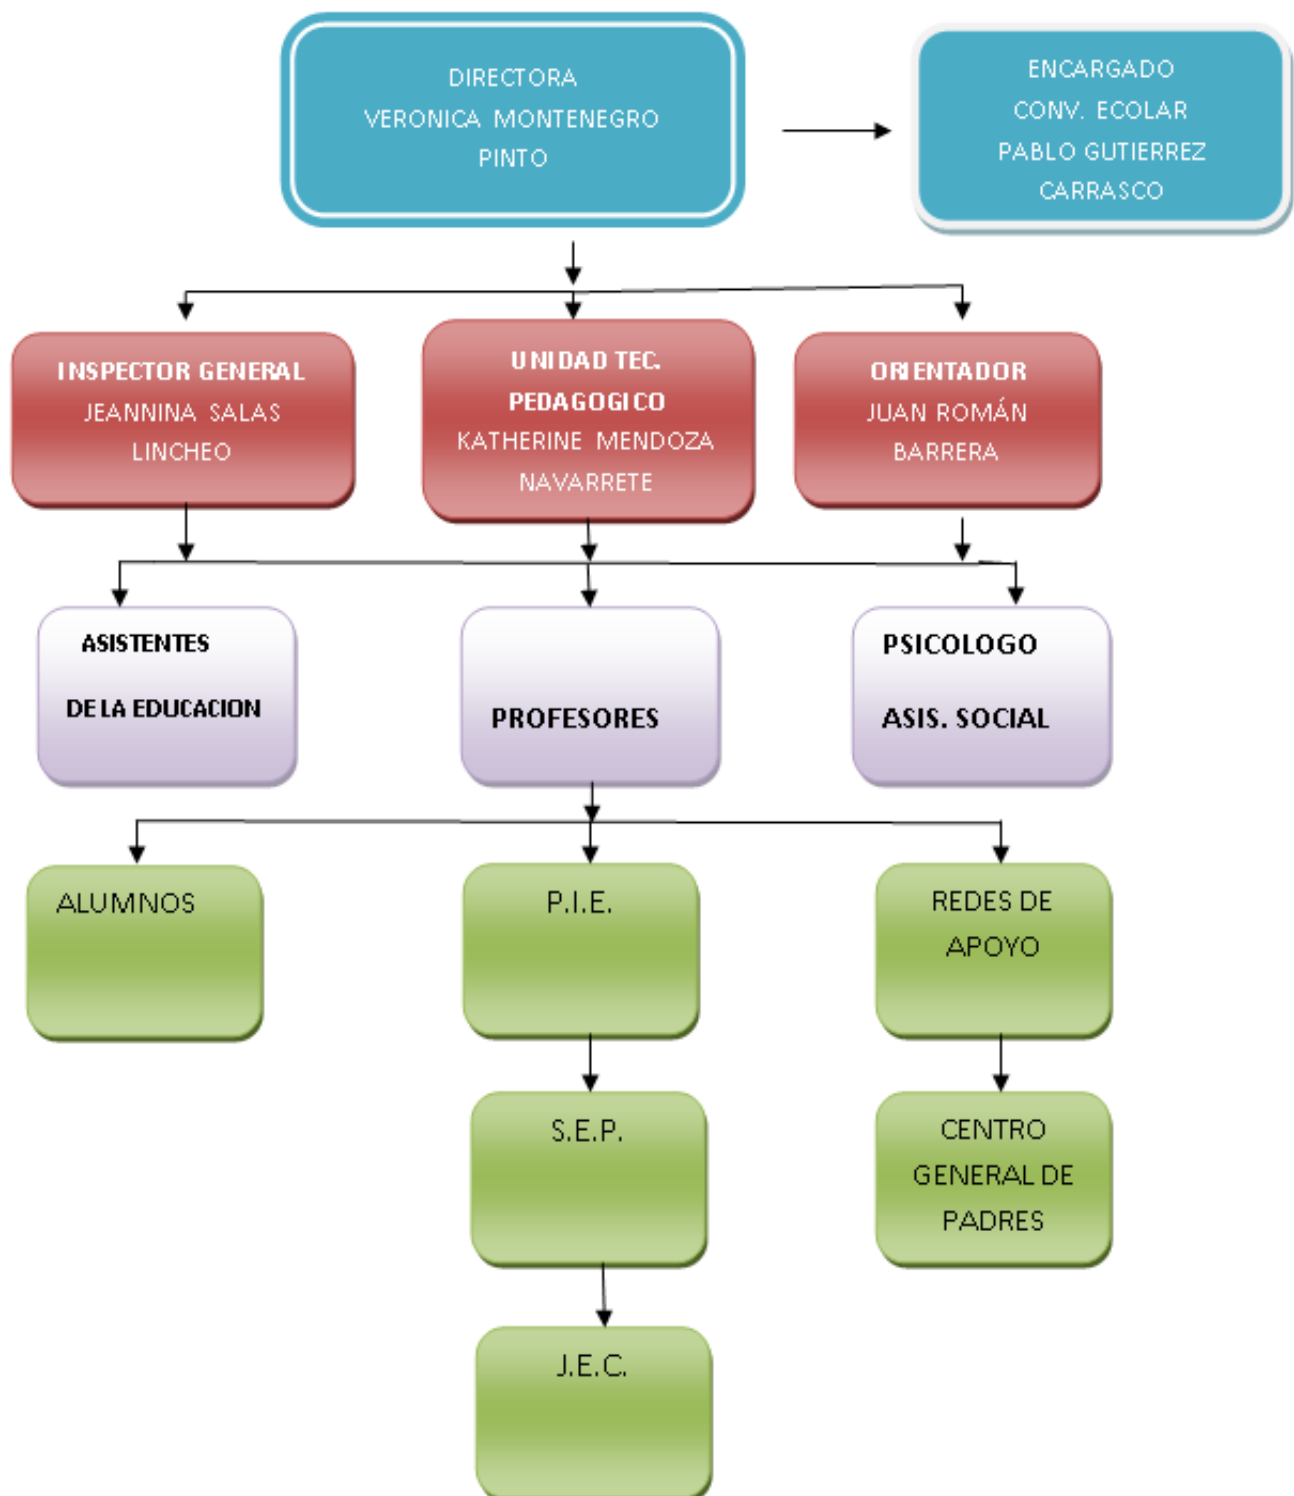 DIRECTORA
VERONICA MONTENEGRO
PINTO
ENCARGADO
CONV. ECOLAR
PABLO GUTIERREZ
CARRASCO
INSPECTOR GENERAL
JEANNINA SALAS
LINCHEO
UNIDAD TEC.
PEDAGOGICO
KATHERINE MENDOZA
NAVARRETE
ORIENTADOR
JUAN ROMÁN
BARRERA
ASISTENTES
DE LA EDUCACION
PROFESORES
PSICOLOGO
ASIS. SOCIAL
ALUMNOS
P.I.E.
REDES DE
APOYO
S.E.P.
CENTRO
GENERAL DE
PADRES
J.E.C.